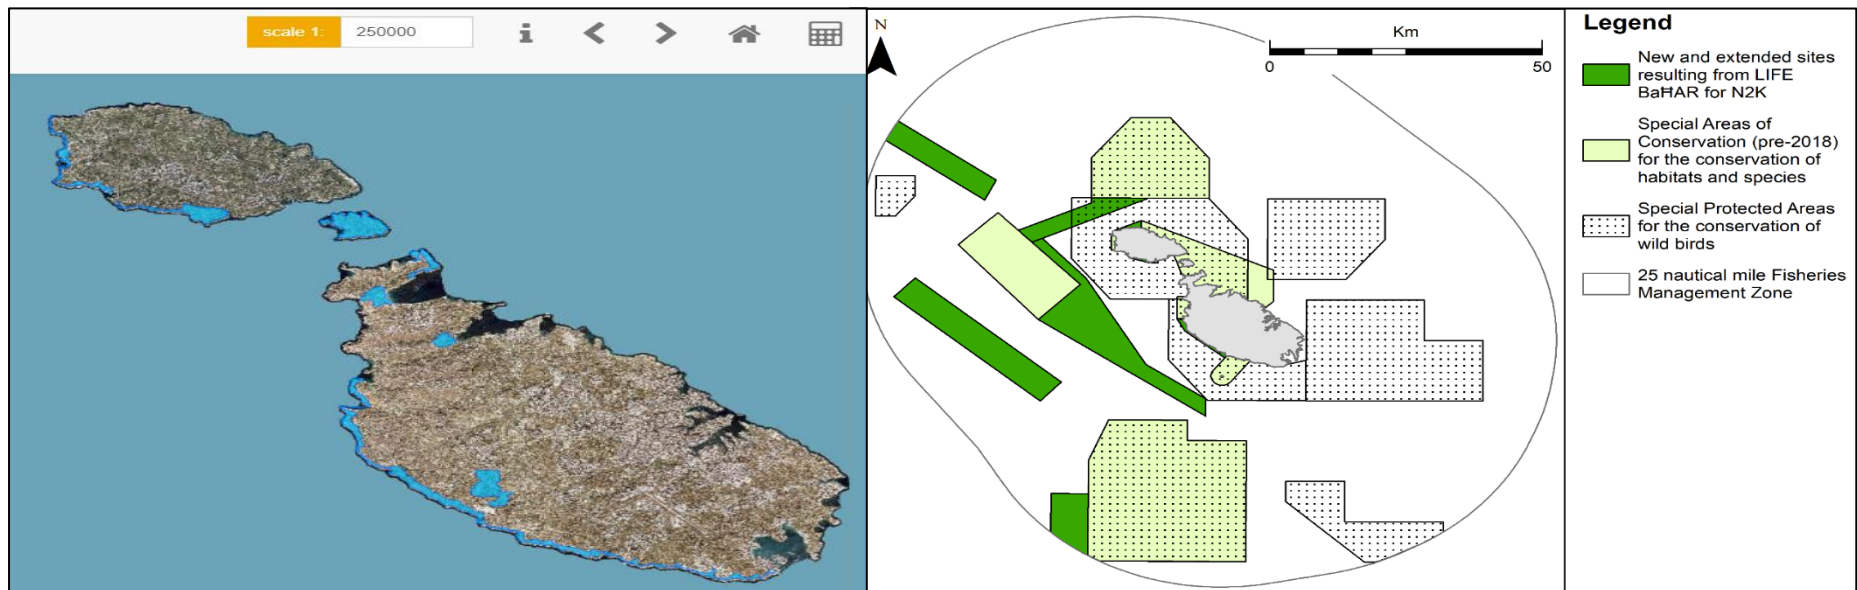 scale 1: 250000
i
N
Km
0 50
Legend
New and extended sites
resulting from LIFE
BaĦAR for N2K
Special Areas of
Conservation (pre-2018)
for the conservation of
habitats and species
Special Protected Areas
for the conservation of
wild birds
25 nautical mile Fisheries
Management Zone